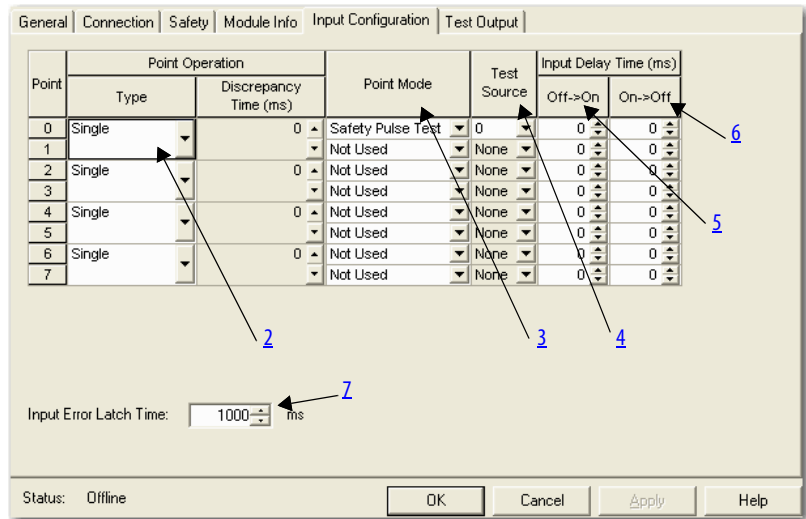 General Connection Safety Module Info Input Configuration Test Output
Point Operation
Input Delay Time (ms)
Point
Type
Discrepancy
Time (ms)
Point Mode
Test
Source
Off->On On->Off
0 Single 0 Safety Pulse Test 0 0 0
1 Not Used None 0 0
2 Single 0 Not Used None 0 0
3 Not Used None 0 0
4 Single 0 Not Used None 0 0
5 Not Used None 0 0
6 Single 0 Not Used None 0 0
7 Not Used None 0 0
6
5
2
3
4
7
Input Error Latch Time: 1000 ms
Status: Offline OK Cancel Apply Help